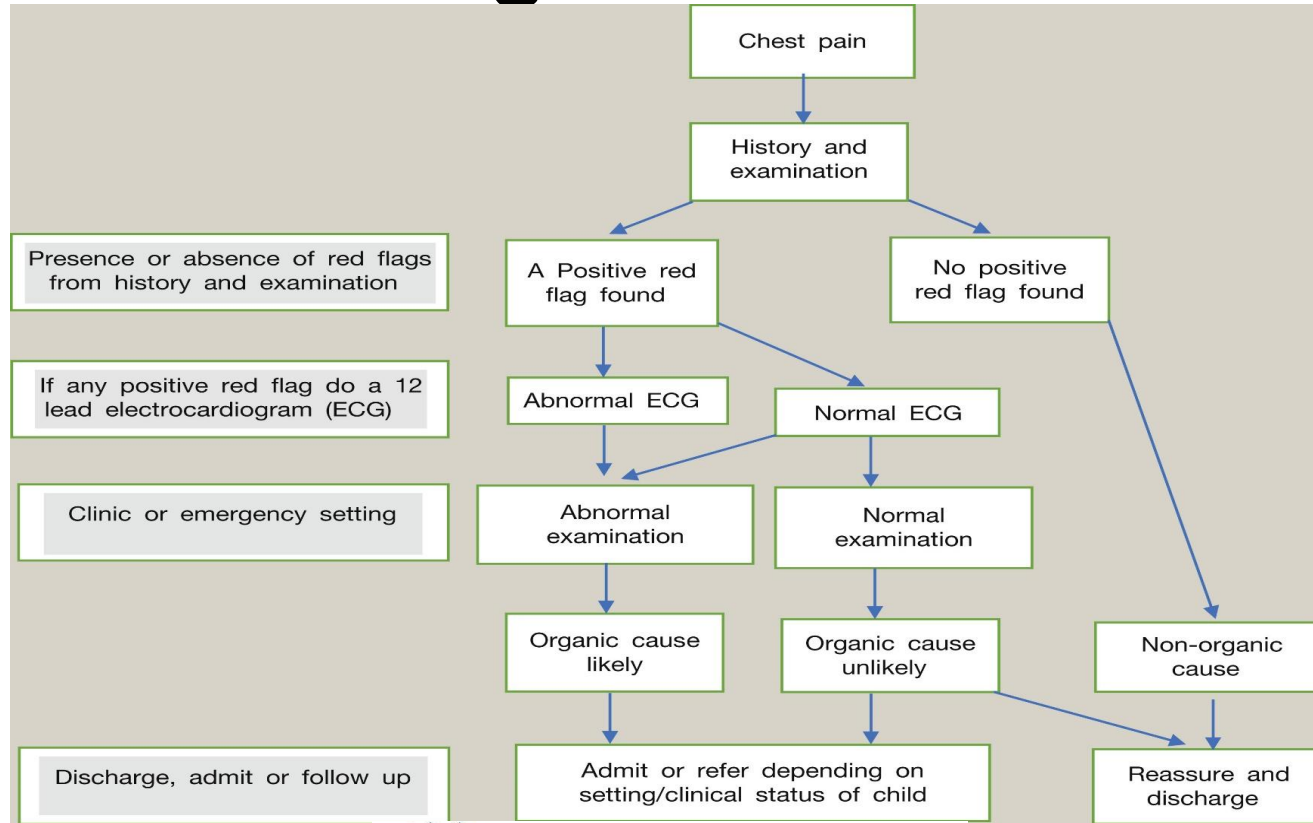 Chest pain
History and
examination
Presence or absence of red flags
from history and examination
A Positive red
flag found
No positive
red flag found
If any positive red flag do a 12
lead electrocardiogram (ECG)
Abnormal ECG
Normal ECG
Clinic or emergency setting
Abnormal
examination
Normal
examination
Organic cause
likely
Organic cause
unlikely
Non-organic
cause
Discharge, admit or follow up
Admit or refer depending on
setting/clinical status of child
Reassure and
discharge